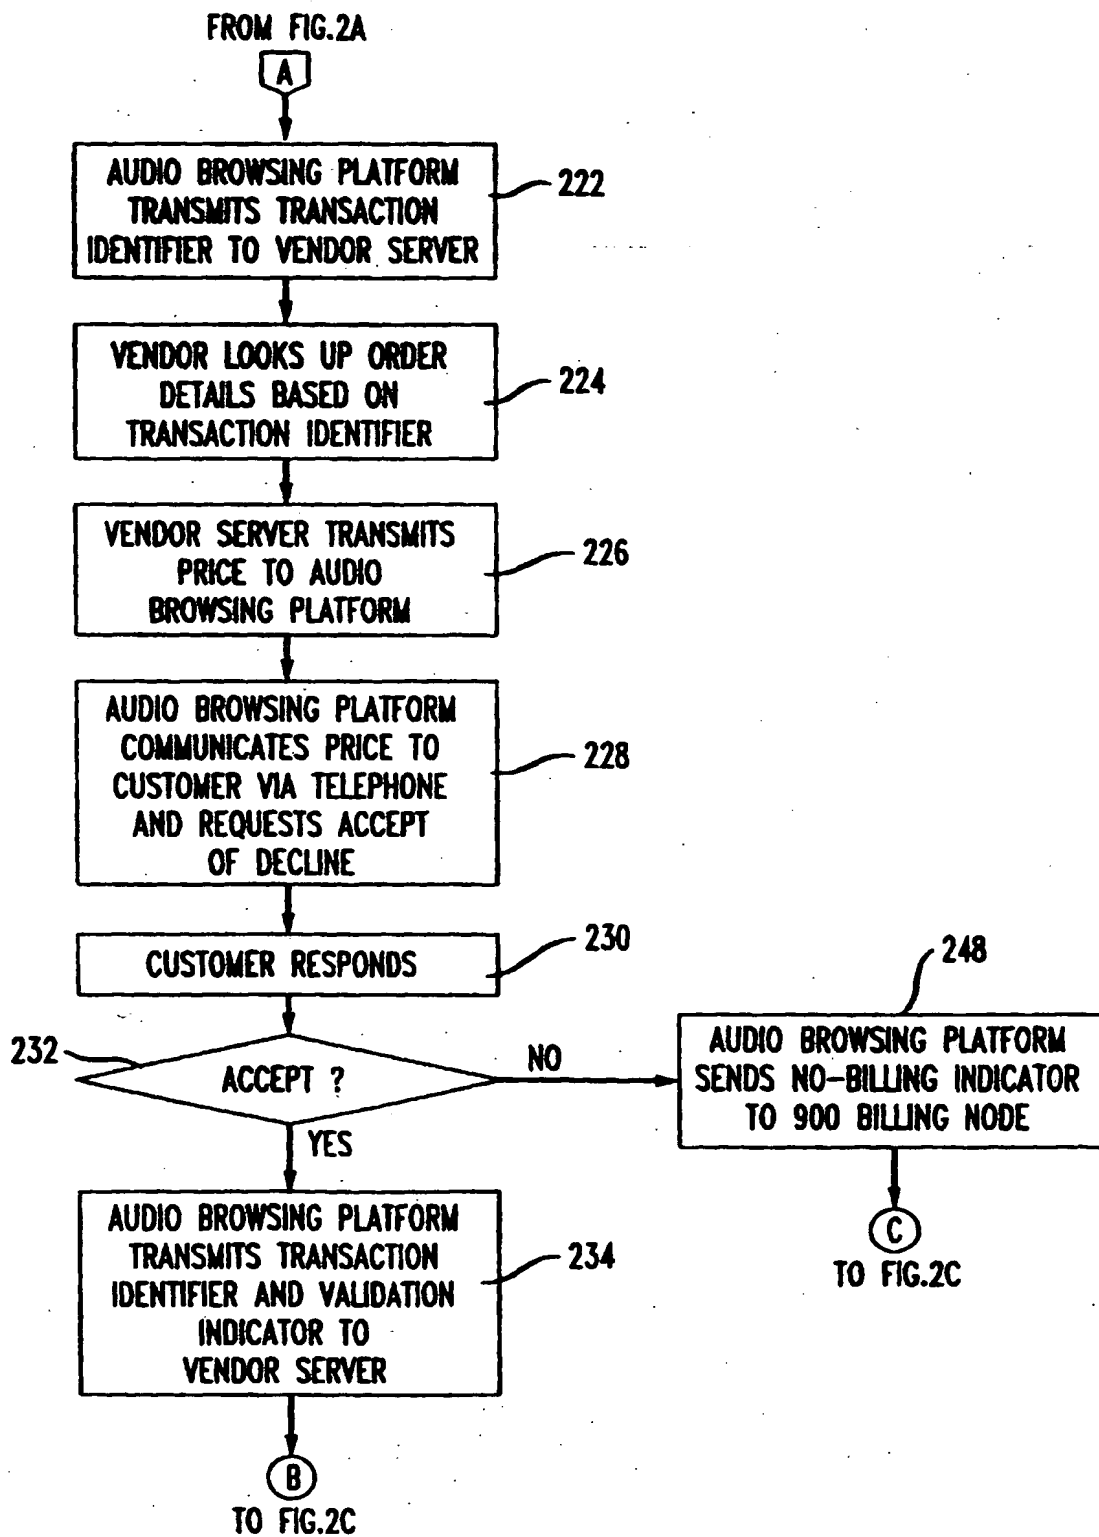 FROM FIG.2A
A
AUDIO BROWSING PLATFORM
TRANSMITS TRANSACTION
IDENTIFIER TO VENDOR SERVER
222
VENDOR LOOKS UP ORDER
DETAILS BASED ON
TRANSACTION IDENTIFIER
224
VENDOR SERVER TRANSMITS
PRICE TO AUDIO
BROWSING PLATFORM
226
AUDIO BROWSING PLATFORM
COMMUNICATES PRICE TO
CUSTOMER VIA TELEPHONE
AND REQUESTS ACCEPT
OF DECLINE
228
CUSTOMER RESPONDS
230
232
ACCEPT ?
NO
YES
248
AUDIO BROWSING PLATFORM
SENDS NO-BILLING INDICATOR
TO 900 BILLING NODE
C
TO FIG.2C
AUDIO BROWSING PLATFORM
TRANSMITS TRANSACTION
IDENTIFIER AND VALIDATION
INDICATOR TO
VENDOR SERVER
234
B
TO FIG.2C